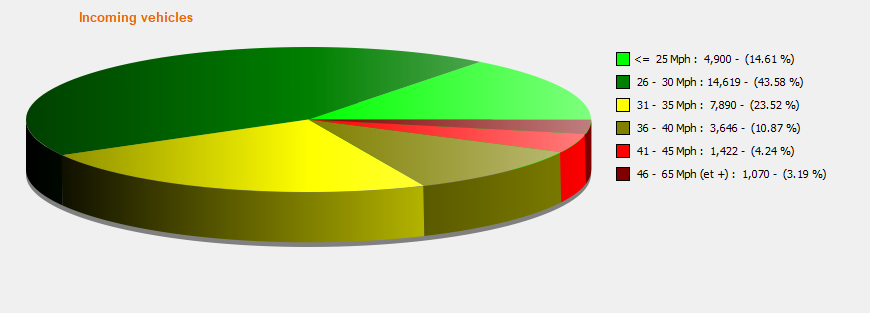 Incoming vehicles
<= 25 Mph : 4,900 - (14.61 %)
26 - 30 Mph : 14,619 - (43.58 %)
31 - 35 Mph : 7,890 - (23.52 %)
36 - 40 Mph : 3,646 - (10.87 %)
41 - 45 Mph : 1,422 - (4.24 %)
46 - 65 Mph (et +) : 1,070 - (3.19 %)